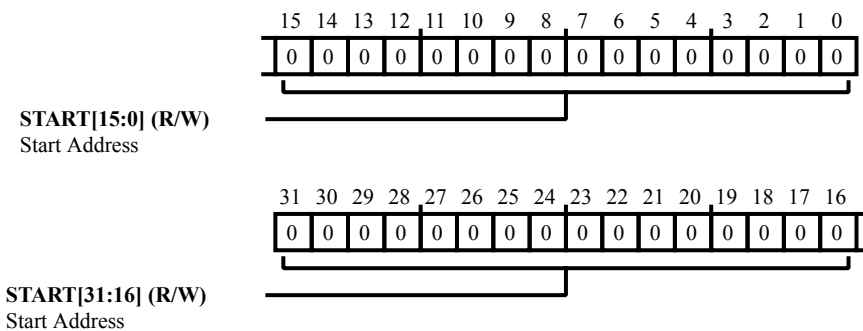 15 14 13 12 11 10 9 8 7 6 5 4 3 2 1 0
0 0 0 0 0 0 0 0 0 0 0 0 0 0 0 0
START[15:0] (R/W)
Start Address
31 30 29 28 27 26 25 24 23 22 21 20 19 18 17 16
0 0 0 0 0 0 0 0 0 0 0 0 0 0 0 0
START[31:16] (R/W)
Start Address